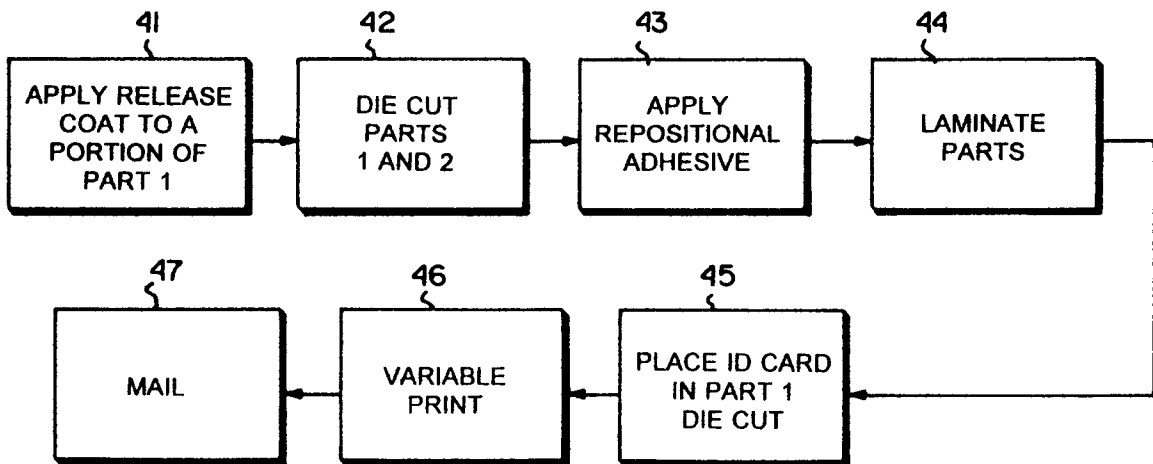 41
APPLY RELEASE
COAT TO A
PORTION OF
PART 1
42
DIE CUT
PARTS
1 AND 2
43
APPLY
REPOSITIONAL
ADHESIVE
44
LAMINATE
PARTS
45
PLACE ID CARD
IN PART 1
DIE CUT
46
VARIABLE
PRINT
47
MAIL